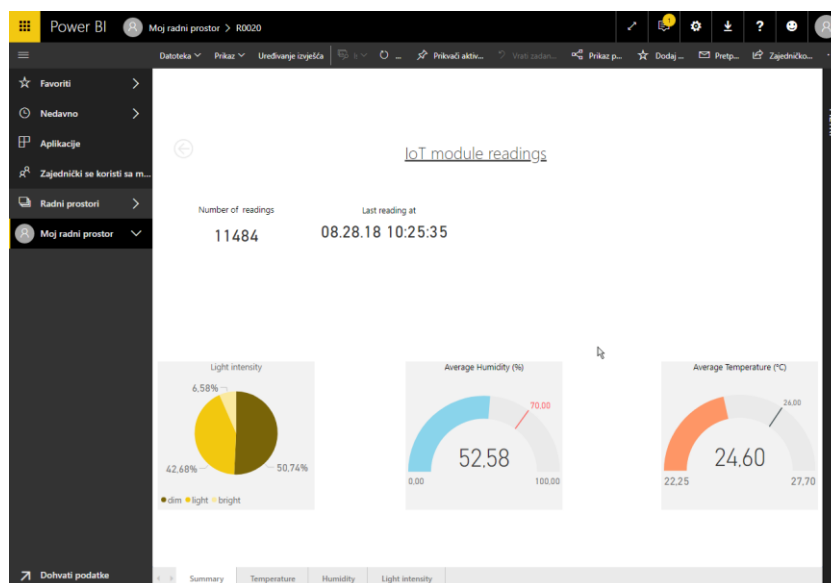 Power BI
Moj radni prostor > R0020
1
?
Datoteka
Prikaz
Uređivanje izvješća
Prikvači aktiv...
Vrati zadan...
Prikaz p...
Dodaj ...
Pretp...
Zajedničko...
Favoriti
Nedavno
Aplikacije
Zajednički se koristi sa m...
Radni prostori
Moj radni prostor
Dohvati podatke
IoT module readings
Number of readings
11484
Last reading at
08.28.18 10:25:35
Light intensity
6,58%
42,68%
50,74%
dim light bright
Average Humidity (%)
70,00
52,58
0,00
100,00
Average Temperature (°C)
26,00
24,60
22,25
27,70
Summary
Temperature
Humidity
Light intensity